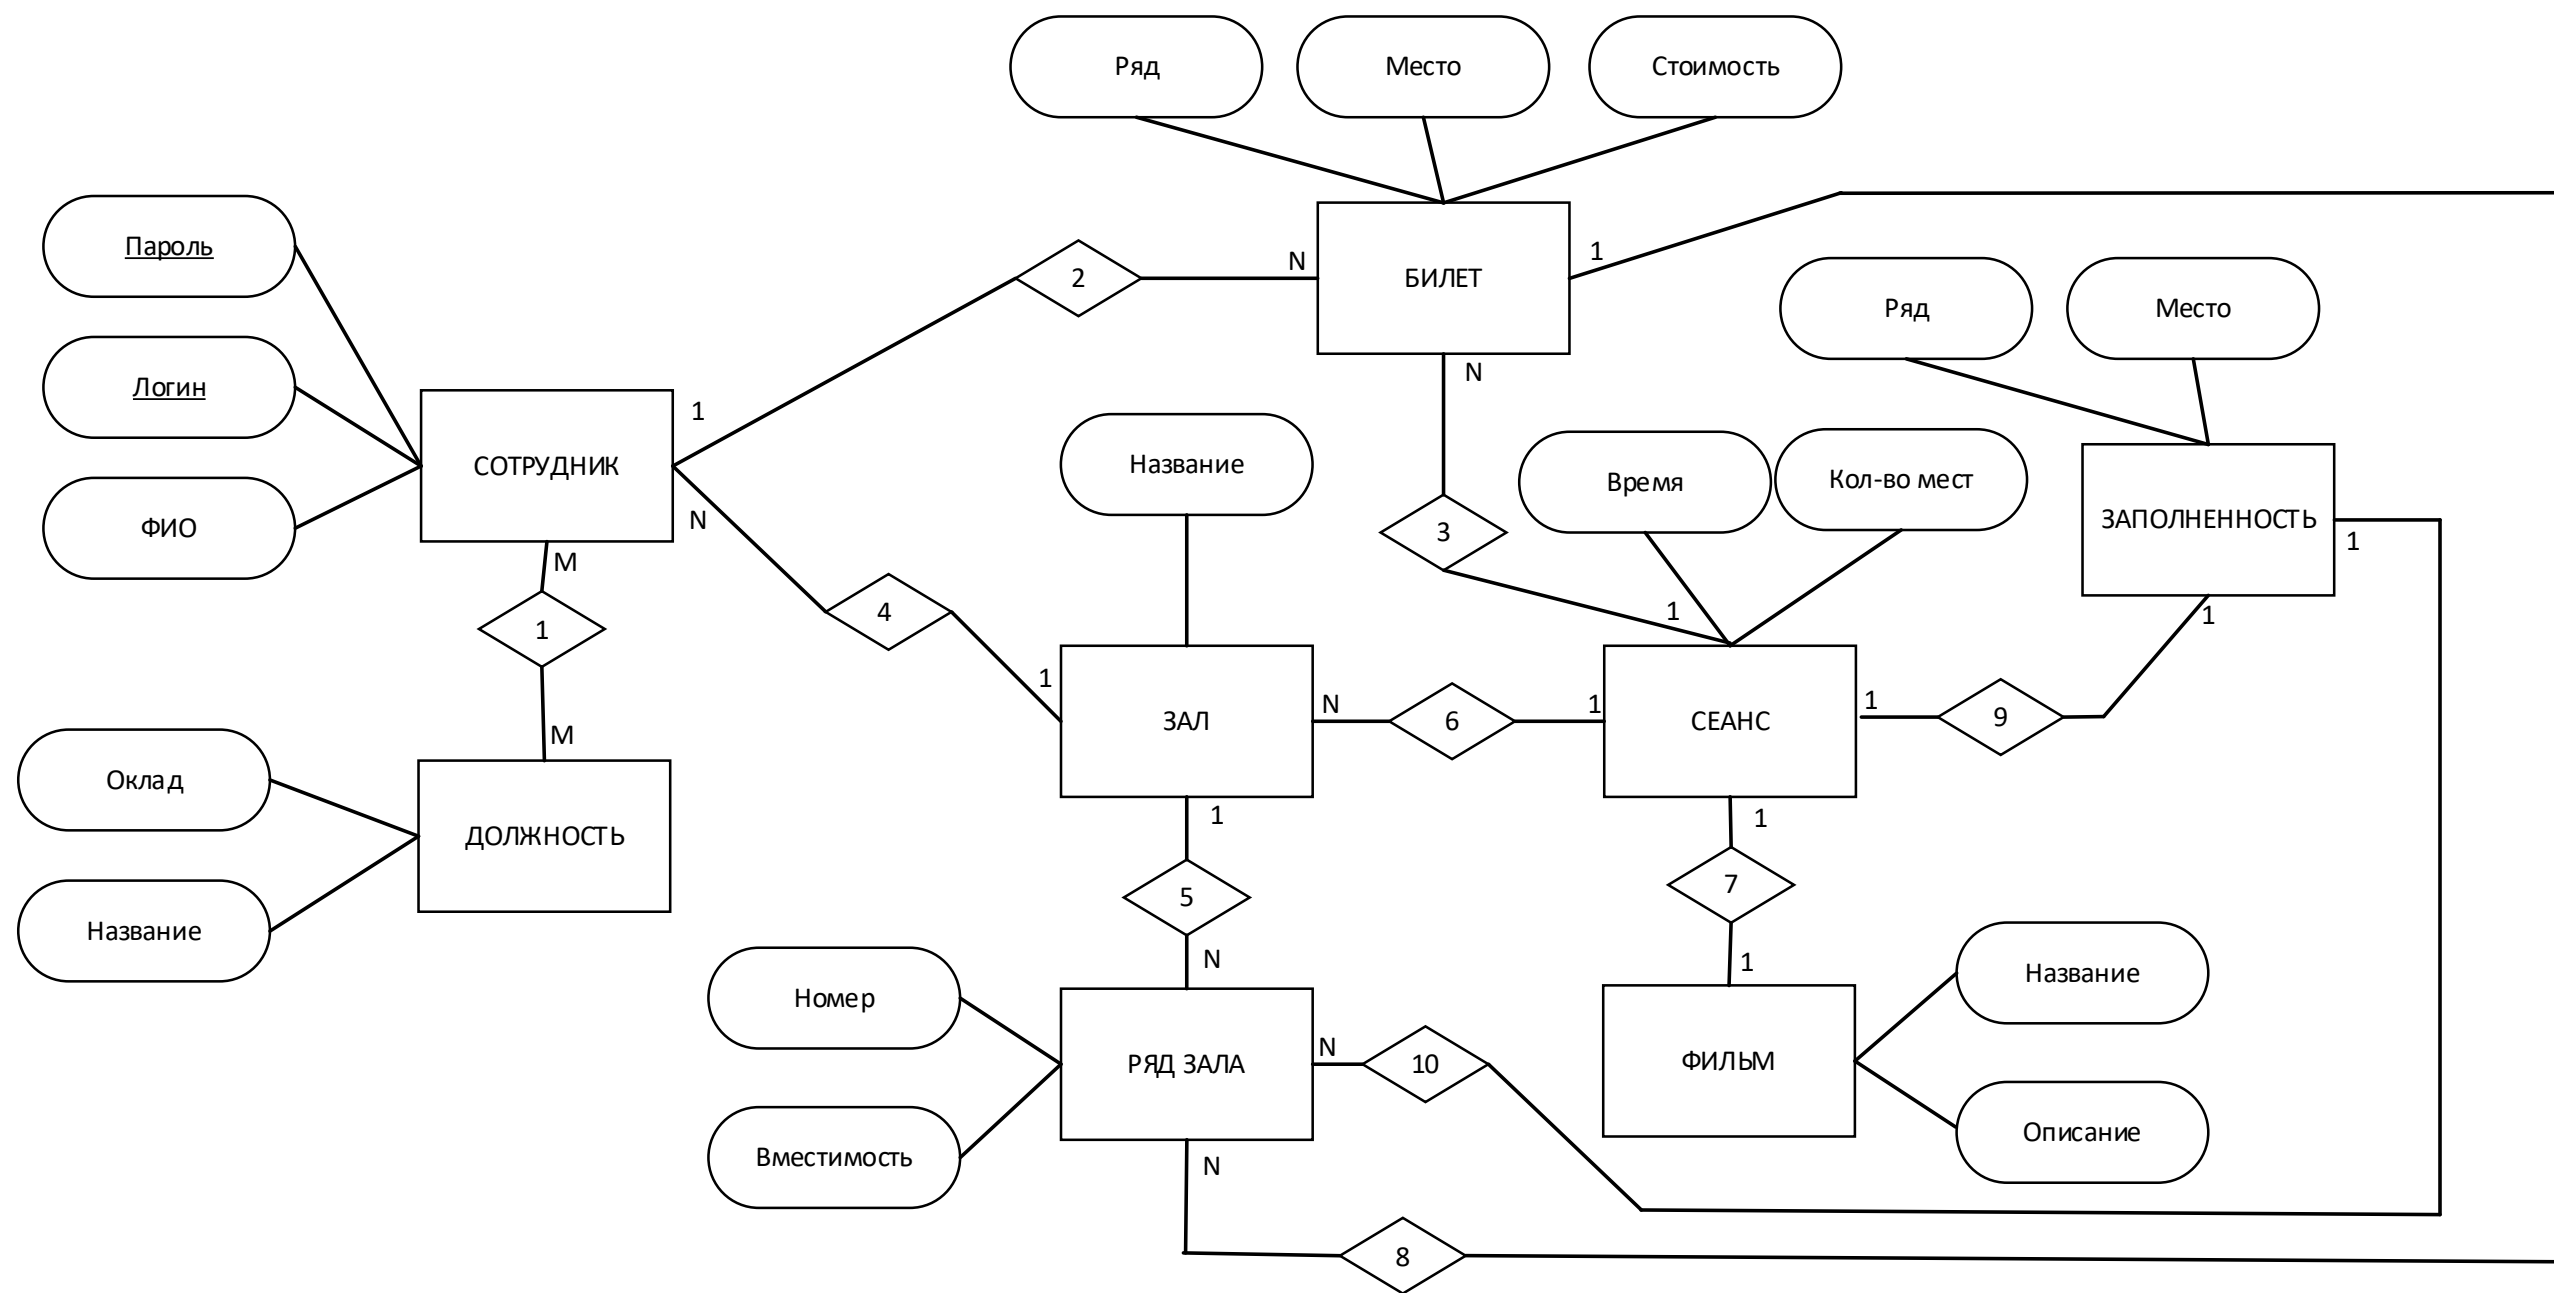 Ряд
Место
Стоимость
Пароль
2
N
БИЛЕТ
1
Ряд
Место
Логин
N
1
СОТРУДНИК
Название
Время
Кол-во мест
ФИО
N
3
ЗАПОЛНЕННОСТЬ
1
М
1
4
1
1
1
М
1
N
1
1
Оклад
ЗАЛ
6
СЕАНС
9
ДОЛЖНОСТЬ
1
1
Название
5
7
N
1
Номер
Название
N
РЯД ЗАЛА
10
ФИЛЬМ
Вместимость
N
Описание
8